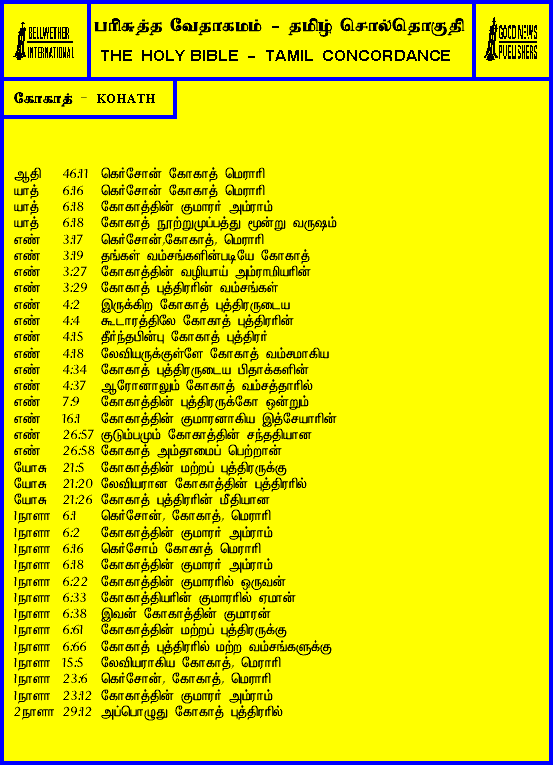 BELLWETHER
INTERNATIONAL
பரிசுத்த வேதாகமம் - தமிழ் சொல்தொகுதி
THE HOLY BIBLE - TAMIL CONCORDANCE
GOOD NEWS
PUBLISHERS
கோகாத் - KOHATH
ஆதி 46:11 கெர்சோன் கோகாத் மெராரி
யாத் 6:16 கெர்சோன் கோகாத் மெராரி
யாத் 6:18 கோகாத்தின் குமாரர் அம்ராம்
யாத் 6:18 கோகாத் நூற்றுமுப்பத்து மூன்று வருஷம்
எண் 3:17 கெர்சோன்,கோகாத், மெராரி
எண் 3:19 தங்கள் வம்சங்களின்படியே கோகாத்
எண் 3:27 கோகாத்தின் வழியாய் அம்ராமியரின்
எண் 3:29 கோகாத் புத்திரரின் வம்சங்கள்
எண் 4:2 இருக்கிற கோகாத் புத்திரருடைய
எண் 4:4 கூடாரத்திலே கோகாத் புத்திரரின்
எண் 4:15 தீர்ந்தபின்பு கோகாத் புத்திரர்
எண் 4:18 லேவியருக்குள்ளே கோகாத் வம்சமாகிய
எண் 4:34 கோகாத் புத்திரருடைய பிதாக்களின்
எண் 4:37 ஆரோனாலும் கோகாத் வம்சத்தாரில்
எண் 7:9 கோகாத்தின் புத்திரருக்கோ ஒன்றும்
எண் 16:1 கோகாத்தின் குமாரனாகிய இத்சேயாரின்
எண் 26:57 குடும்பமும் கோகாத்தின் சந்ததியான
எண் 26:58 கோகாத் அம்தாமைப் பெற்றான்
யோசு 21:5 கோகாத்தின் மற்றப் புத்திரருக்கு
யோசு 21:20 லேவியரான கோகாத்தின் புத்திரரில்
யோசு 21:26 கோகாத் புத்திரரின் மீதியான
1நாளா 6:1 கெர்சோன், கோகாத், மெராரி
1நாளா 6:2 கோகாத்தின் குமாரர் அம்ராம்
1நாளா 6:16 கெர்சோம் கோகாத் மெராரி
1நாளா 6:18 கோகாத்தின் குமாரர் அம்ராம்
1நாளா 6:22 கோகாத்தின் குமாரரில் ஒருவன்
1நாளா 6:33 கோகாத்தியரின் குமாரரில் ஏமான்
1நாளா 6:38 இவன் கோகாத்தின் குமாரன்
1நாளா 6:61 கோகாத்தின் மற்றப் புத்திரருக்கு
1நாளா 6:66 கோகாத் புத்திரரில் மற்ற வம்சங்களுக்கு
1நாளா 15:5 லேவியராகிய கோகாத், மெராரி
1நாளா 23:6 கெர்சோன், கோகாத், மெராரி
1நாளா 23:12 கோகாத்தின் குமாரர் அம்ராம்
2நாளா 29:12 அப்பொழுது கோகாத் புத்திரரில்